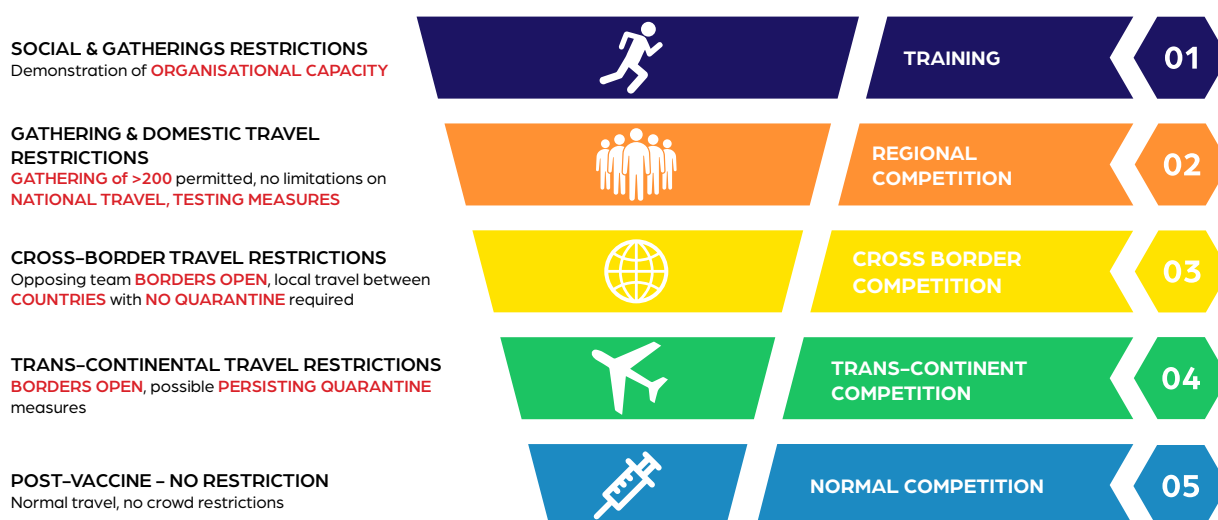 SOCIAL & GATHERINGS RESTRICTIONS
Demonstration of ORGANISATIONAL CAPACITY
TRAINING
01
GATHERING & DOMESTIC TRAVEL
RESTRICTIONS
GATHERING of >200 permitted, no limitations on
NATIONAL TRAVEL, TESTING MEASURES
REGIONAL
COMPETITION
02
CROSS-BORDER TRAVEL RESTRICTIONS
Opposing team BORDERS OPEN, local travel between
COUNTRIES with NO QUARANTINE required
CROSS BORDER
COMPETITION
03
TRANS-CONTINENTAL TRAVEL RESTRICTIONS
BORDERS OPEN, possible PERSISTING QUARANTINE
measures
TRANS-CONTINENT
COMPETITION
04
POST-VACCINE - NO RESTRICTION
Normal travel, no crowd restrictions
NORMAL COMPETITION
05